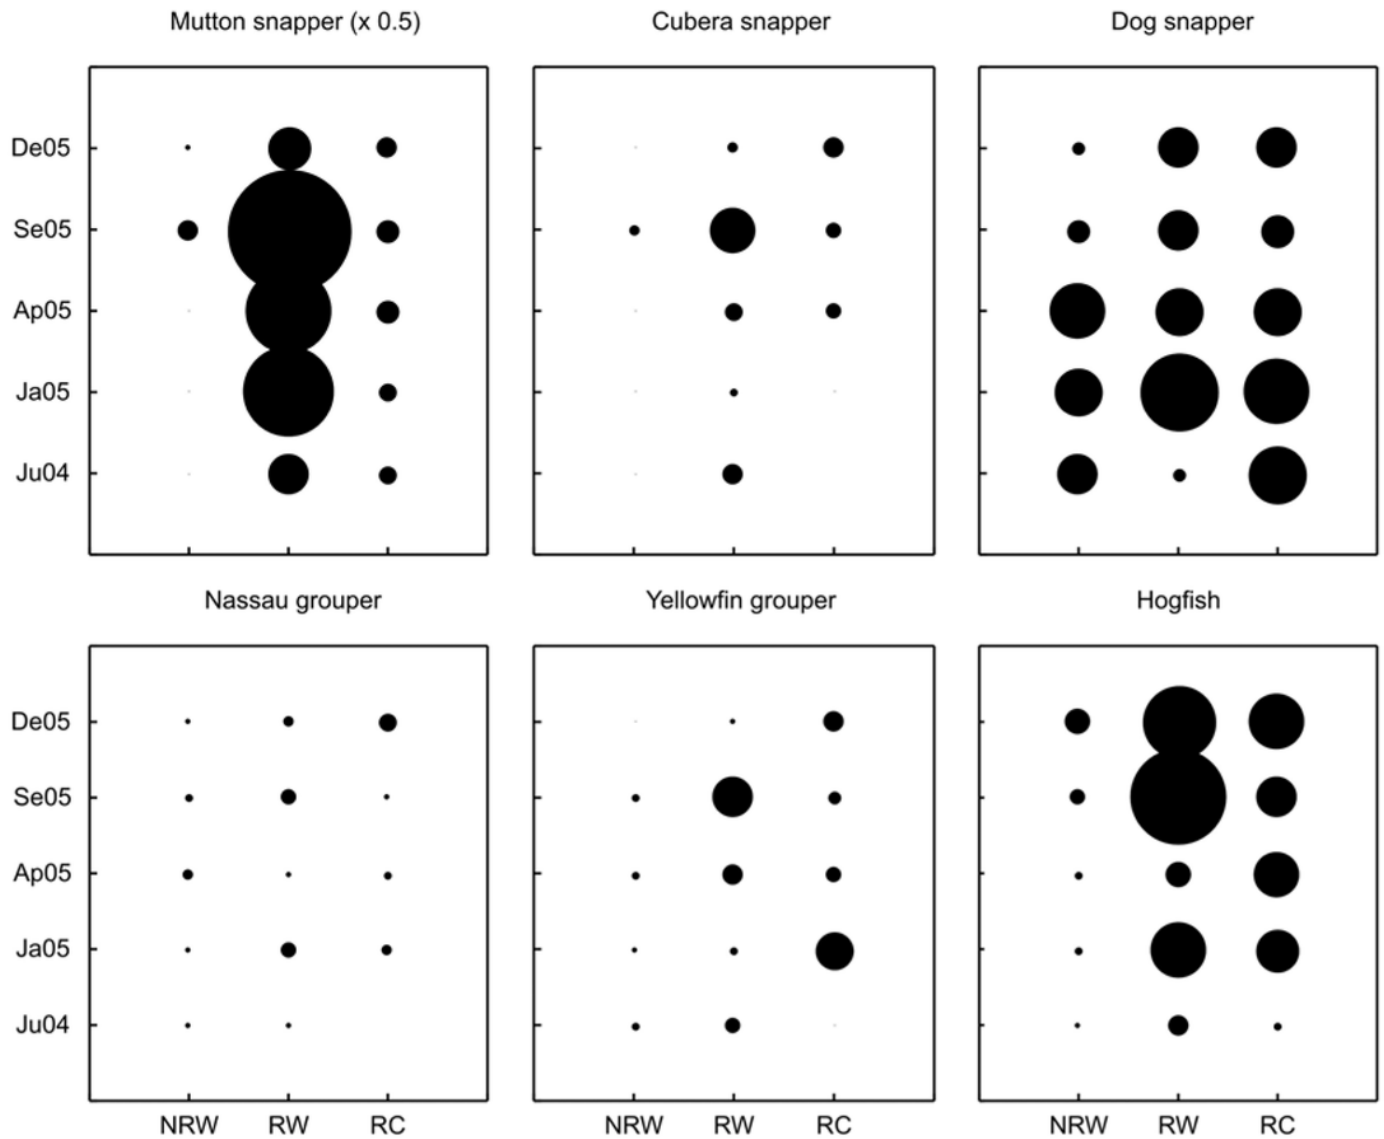 Mutton snapper (x 0.5)
Cubera snapper
Dog snapper
De05
Se05
Ap05
Ja05
Ju04
Nassau grouper
Yellowfin grouper
Hogfish
De05
Se05
Ap05
Ja05
Ju04
NRW RW RC
NRW RW RC
NRW RW RC